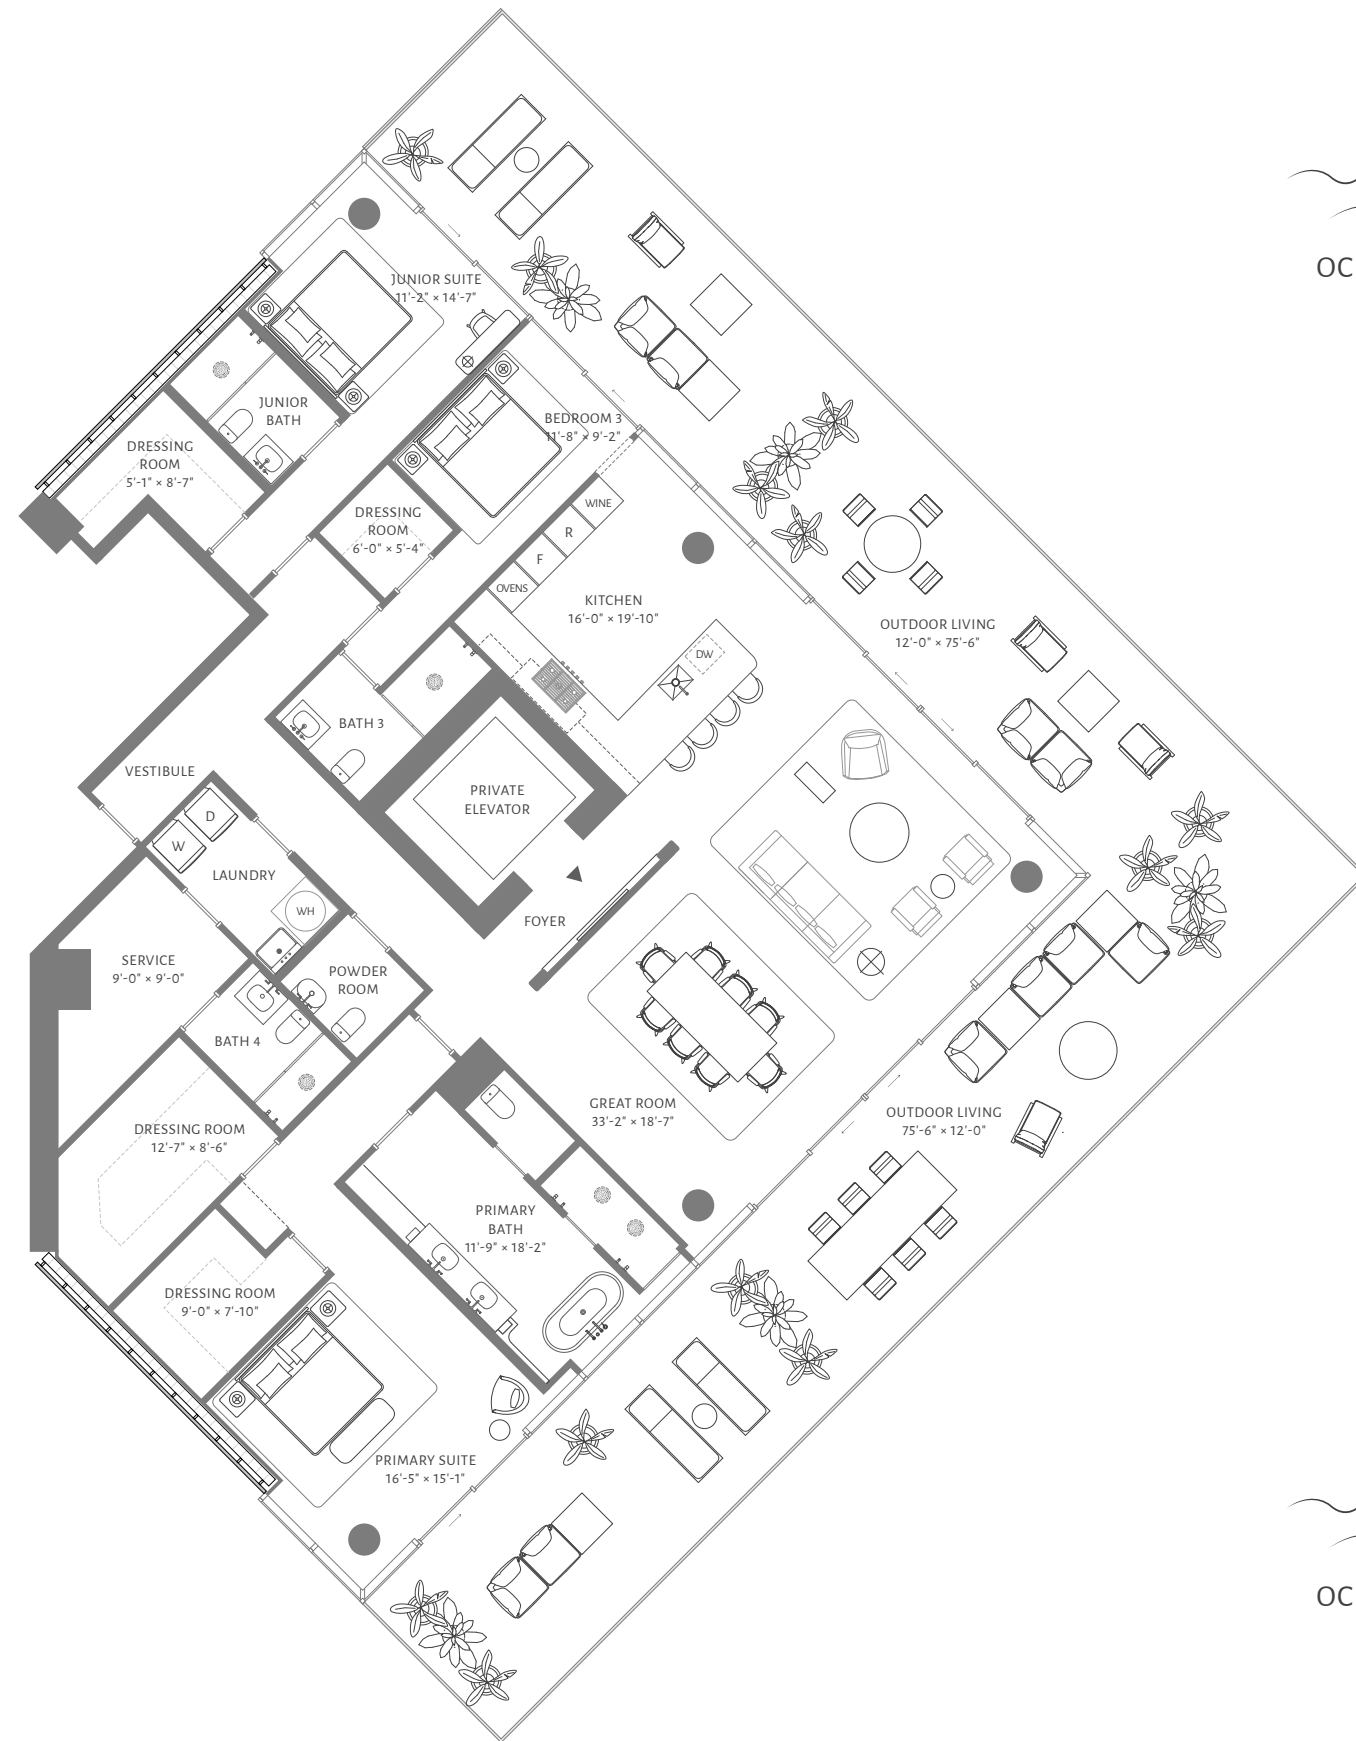 OC
JUNIOR SUITE
11'-2" × 14'-7"
JUNIOR
BATH
BEDROOM 3
11'-8" × 9'-2"
DRESSING
ROOM
5'-1" × 8'-7"
DRESSING
ROOM
6'-0" × 5'-4"
WINE
R
F
OVENS
KITCHEN
16'-0" × 19'-10"
DW
OUTDOOR LIVING
12'-0" × 75'-6"
BATH 3
VESTIBULE
PRIVATE
ELEVATOR
D
W
LAUNDRY
WH
FOYER
SERVICE
9'-0" × 9'-0"
POWDER
ROOM
BATH 4
GREAT ROOM
33'-2" × 18'-7"
OUTDOOR LIVING
75'-6" × 12'-0"
DRESSING ROOM
12'-7" × 8'-6"
PRIMARY
BATH
11'-9" × 18'-2"
DRESSING ROOM
9'-0" × 7'-10"
PRIMARY SUITE
16'-5" × 15'-1"
OC